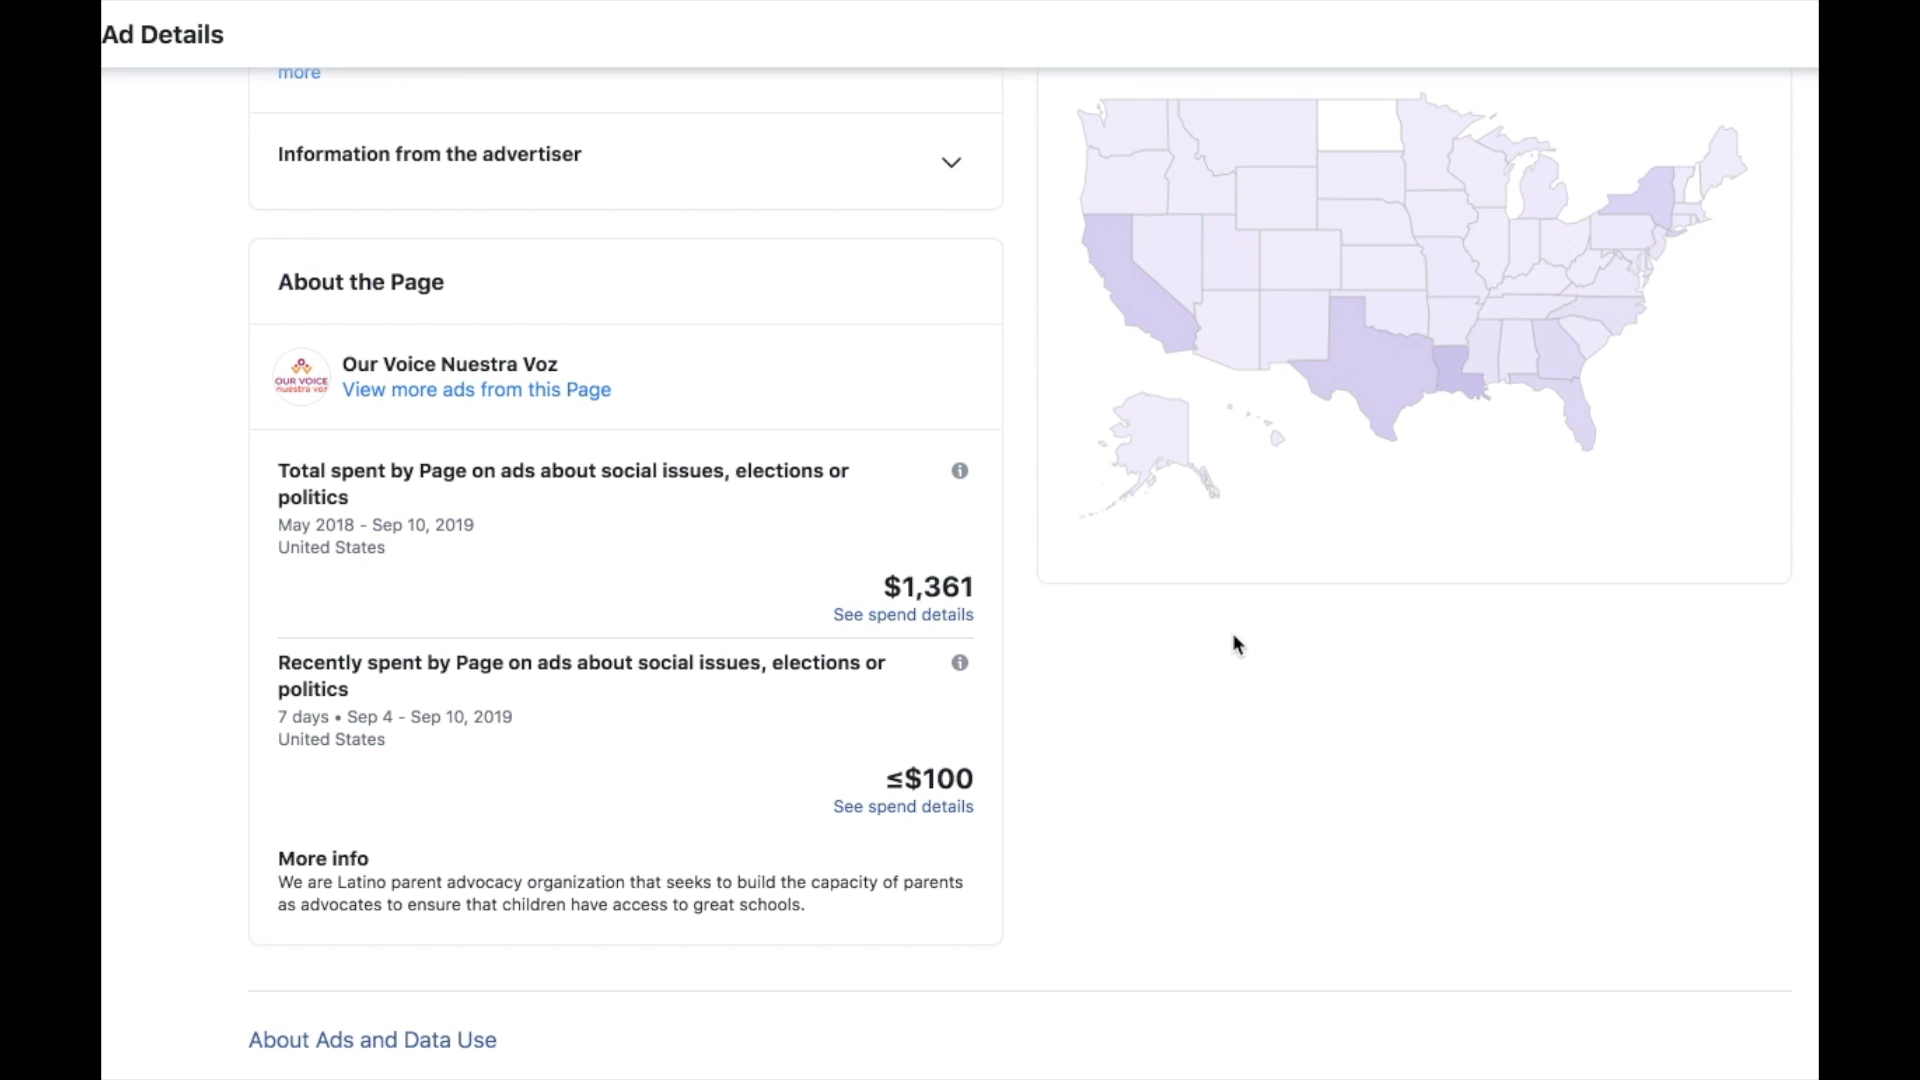 Ad Details
more
Information from the advertiser
About the Page
OUR VOICE
nuestra voz
Our Voice Nuestra Voz
View more ads from this Page
Total spent by Page on ads about social issues, elections or
politics
May 2018 - Sep 10, 2019
United States
$1,361
See spend details
Recently spent by Page on ads about social issues, elections or
politics
7 days • Sep 4 - Sep 10, 2019
United States
≤$100
See spend details
More info
We are Latino parent advocacy organization that seeks to build the capacity of parents
as advocates to ensure that children have access to great schools.
About Ads and Data Use